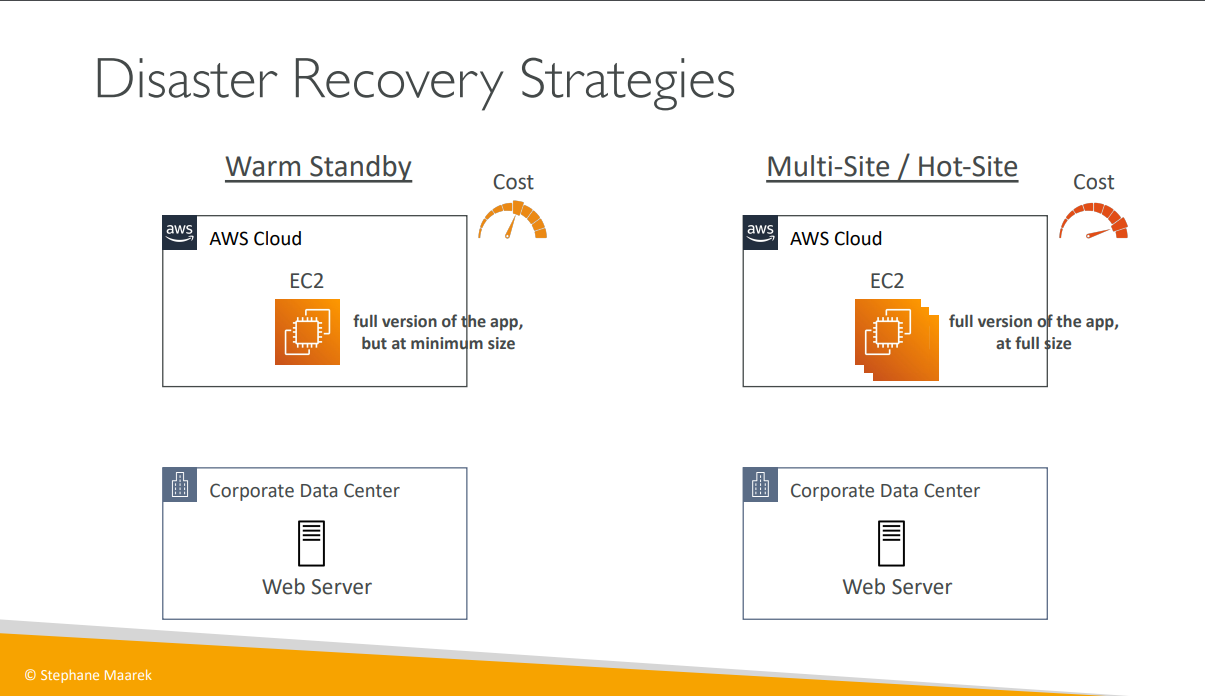 Disaster Recovery Strategies
Warm Standby
Cost
aws
AWS Cloud
EC2
full version of the app,
but at minimum size
Corporate Data Center
Web Server
Multi-Site / Hot-Site
Cost
aws
AWS Cloud
EC2
full version of the app,
at full size
Corporate Data Center
Web Server
© Stephane Maarek